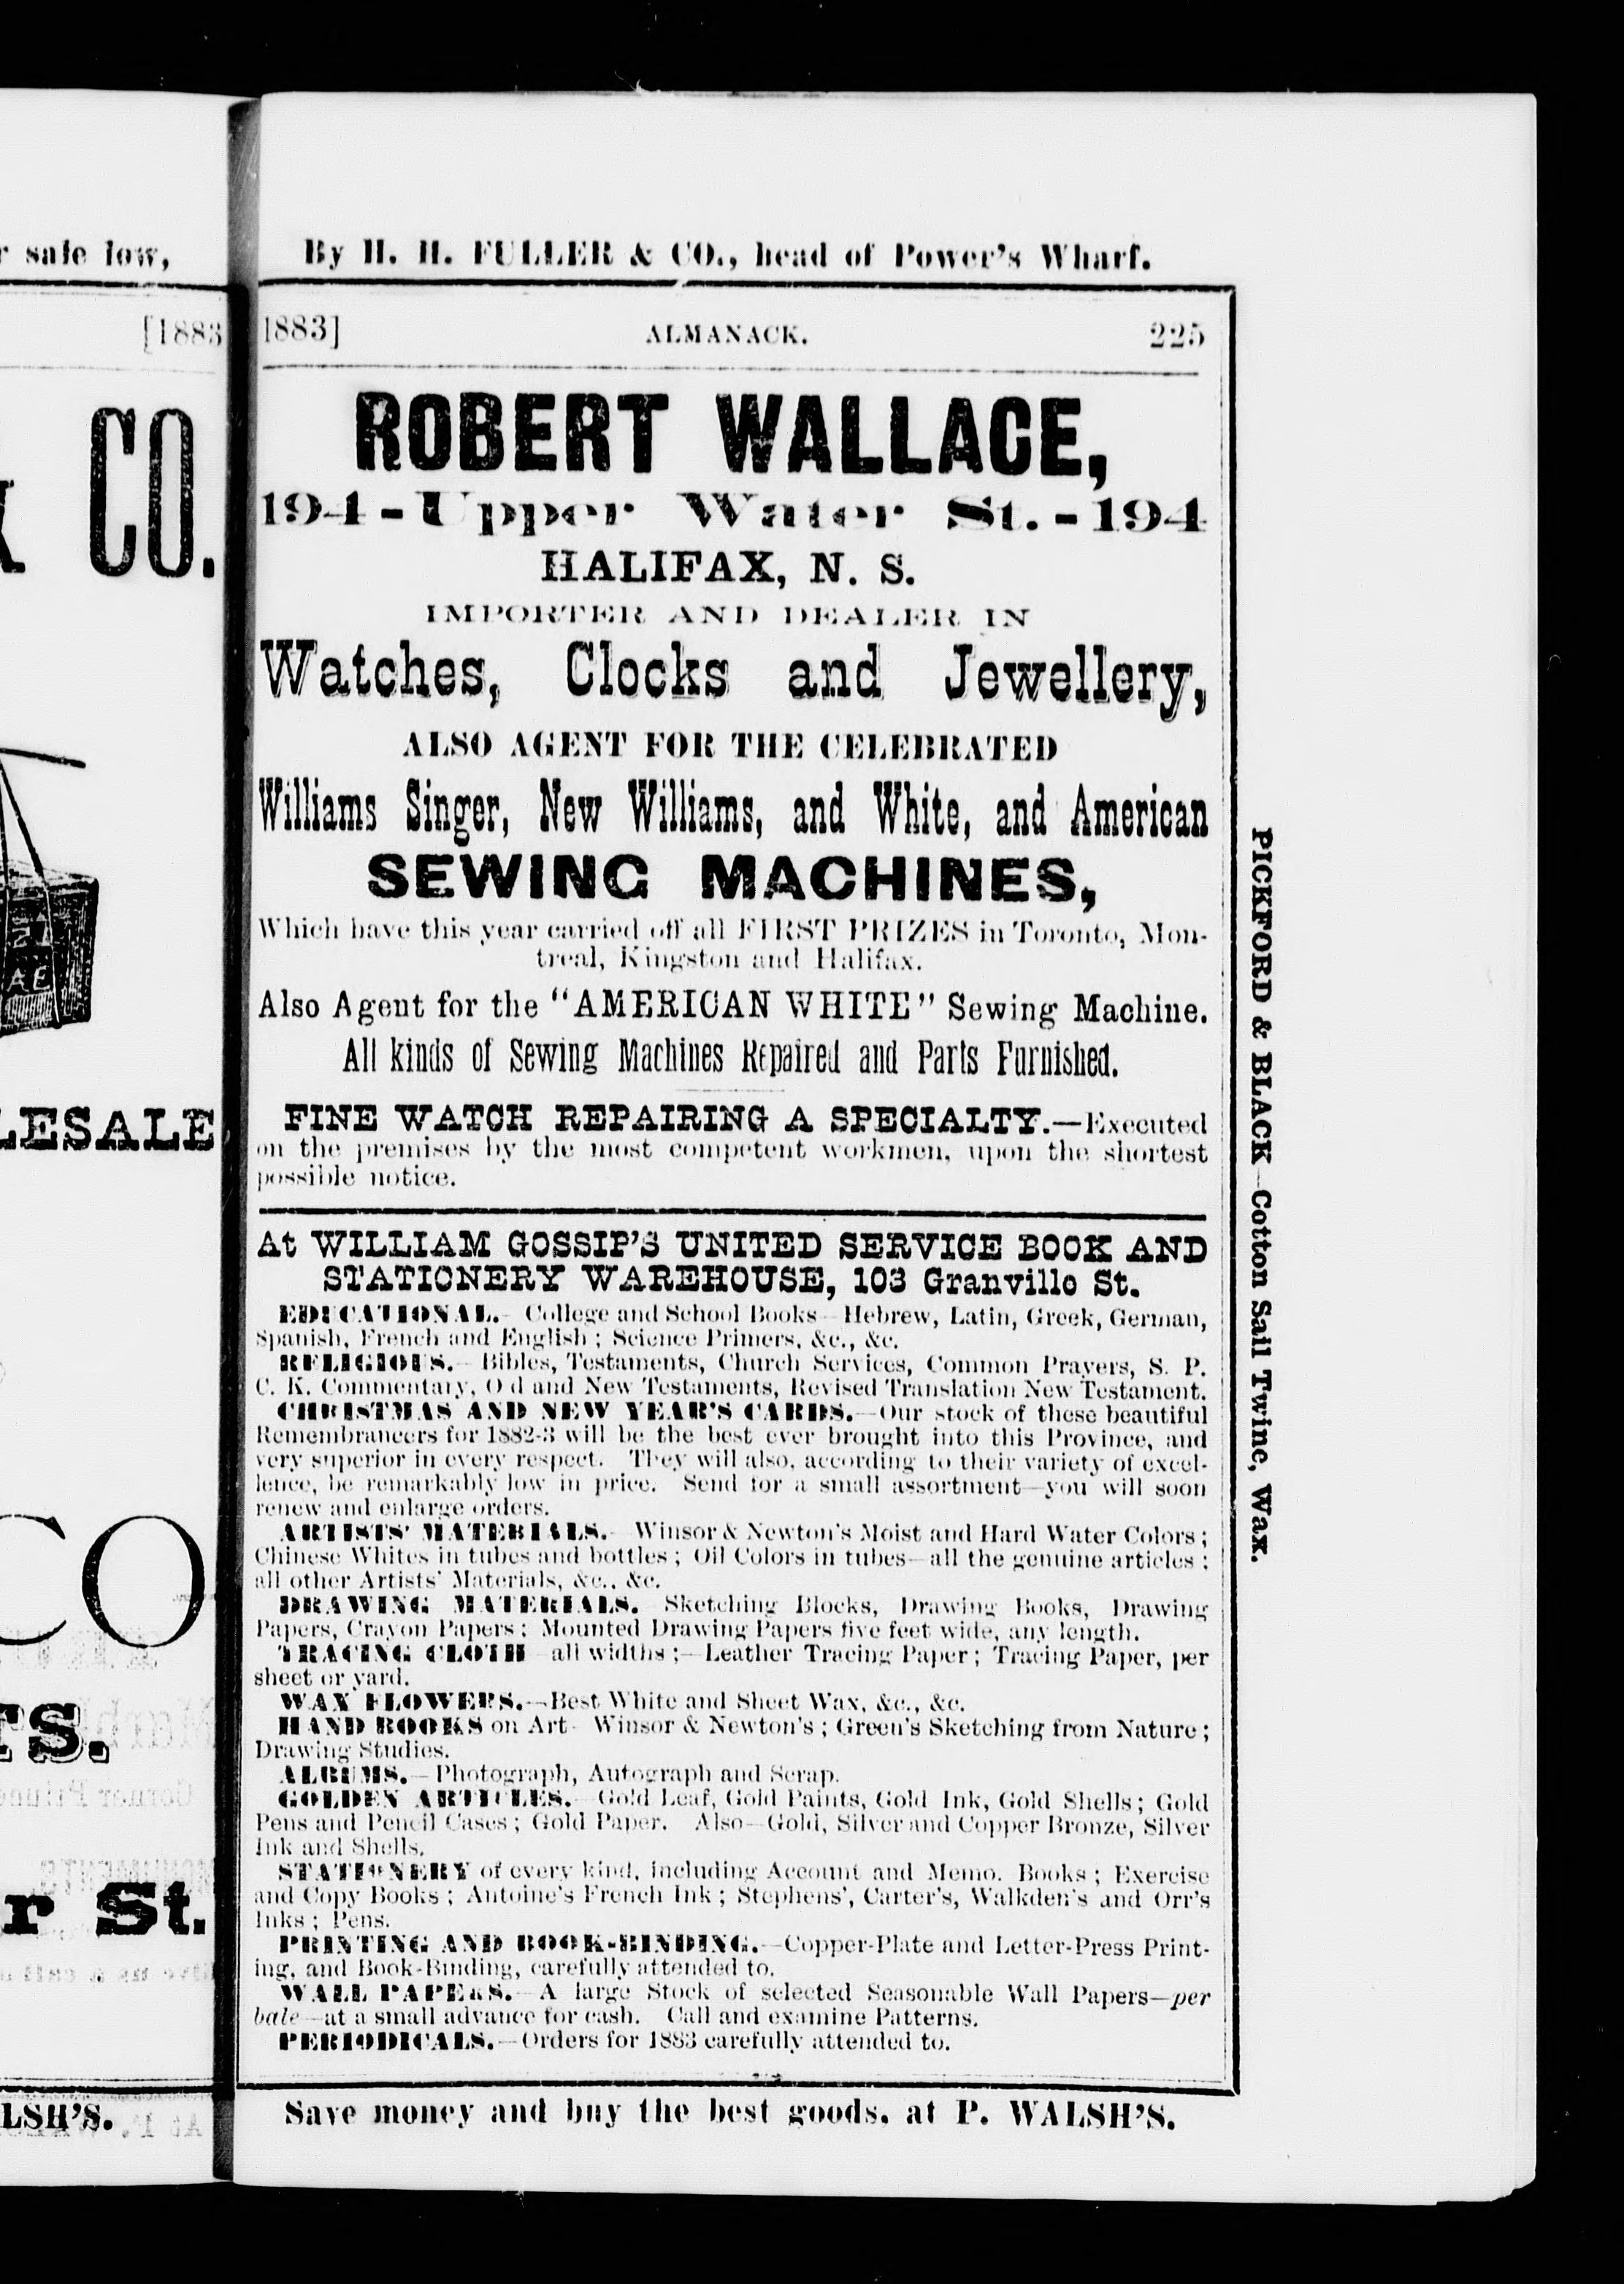 sale low,
[1883
CO.
LESALE
CO
TS.
r St.
LSH'S.
By H. H. FULLER & CO., head of Power's Wharf.
1883] ALMANACK. 225
ROBERT WALLACE,
194-Upper Water St.-194
HALIFAX, N. S.
IMPORTER AND DEALER IN
Watches, Clocks and Jewellery,
ALSO AGENT FOR THE CELEBRATED
Williams Singer, New Williams, and White, and American
SEWING MACHINES,
Which have this year carried off all FIRST PRIZES in Toronto, Mon-
treal, Kingston and Halifax.
Also Agent for the "AMERICAN WHITE" Sewing Machine.
All kinds of Sewing Machines Repaired and Parts Furnished.
FINE WATCH REPAIRING A SPECIALTY.—Executed
on the premises by the most competent workmen, upon the shortest
possible notice.
At WILLIAM GOSSIP'S UNITED SERVICE BOOK AND
STATIONERY WAREHOUSE, 103 Granville St.
EDUCATIONAL.—College and School Books—Hebrew, Latin, Greek, German,
Spanish, French and English; Science Primers, &c., &c.
RELIGIOUS.—Bibles, Testaments, Church Services, Common Prayers, S. P.
C. K. Commentary, Old and New Testaments, Revised Translation New Testament.
CHRISTMAS AND NEW YEAR'S CARDS.—Our stock of these beautiful
Remembrancers for 1882-3 will be the best ever brought into this Province, and
very superior in every respect. They will also, according to their variety of excel-
lence, be remarkably low in price. Send for a small assortment—you will soon
renew and enlarge orders.
ARTISTS' MATERIALS.—Winsor & Newton's Moist and Hard Water Colors;
Chinese Whites in tubes and bottles; Oil Colors in tubes—all the genuine articles;
all other Artists' Materials, &c., &c.
DRAWING MATERIALS. Sketching Blocks, Drawing Books, Drawing
Papers, Crayon Papers; Mounted Drawing Papers five feet wide, any length.
TRACING CLOTH—all widths;—Leather Tracing Paper; Tracing Paper, per
sheet or yard.
WAX FLOWERS.—Best White and Sheet Wax, &c., &c.
HAND BOOKS on Art—Winsor & Newton's; Green's Sketching from Nature;
Drawing Studies.
ALBUMS.—Photograph, Autograph and Scrap.
GOLDEN ARTICLES.—Gold Leaf, Gold Paints, Gold Ink, Gold Shells; Gold
Pens and Pencil Cases; Gold Paper. Also—Gold, Silver and Copper Bronze, Silver
Ink and Shells.
STATIONERY of every kind, including Account and Memo. Books; Exercise
and Copy Books; Antoine's French Ink; Stephens', Carter's, Walkden's and Orr's
Inks; Pens.
PRINTING AND BOOK-BINDING.—Copper-Plate and Letter-Press Print-
ing, and Book-Binding, carefully attended to.
WALL PAPERS.—A large Stock of selected Seasonable Wall Papers—per
bale—at a small advance for cash. Call and examine Patterns.
PERIODICALS.—Orders for 1883 carefully attended to.
Save money and buy the best goods, at P. WALSH'S.
PICKFORD & BLACK—Cotton Sail Twine, Wax.